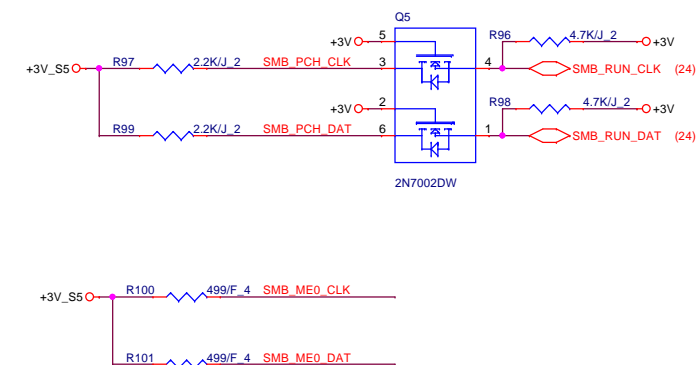 Q5
+3V 5 R96 4.7K/J_2 +3V
+3V_S5 R97 2.2K/J_2 SMB_PCH_CLK 3 4 SMB_RUN_CLK (24)
+3V 2 R98 4.7K/J_2 +3V
R99 2.2K/J_2 SMB_PCH_DAT 6 1 SMB_RUN_DAT (24)
2N7002DW
+3V_S5 R100 499/F_4 SMB_ME0_CLK
R101 499/F_4 SMB_ME0_DAT